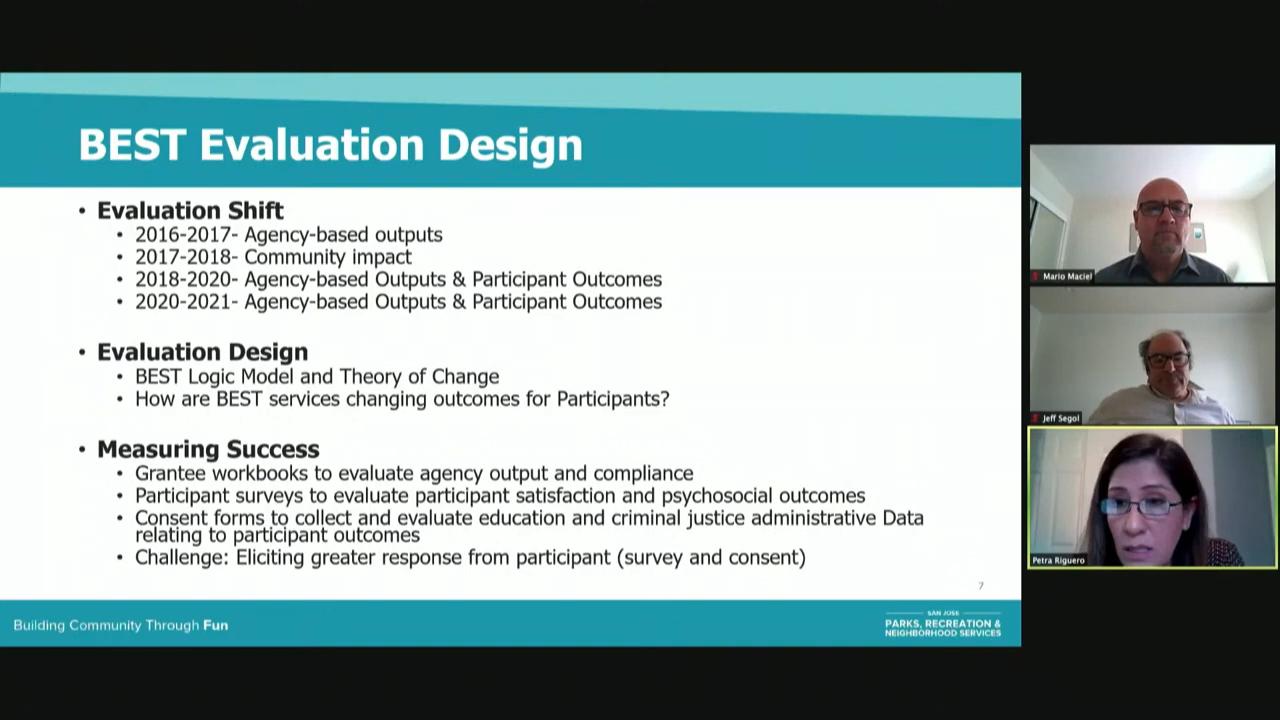 BEST Evaluation Design
• Evaluation Shift
• 2016-2017- Agency-based outputs
• 2017-2018- Community impact
• 2018-2020- Agency-based Outputs & Participant Outcomes
• 2020-2021- Agency-based Outputs & Participant Outcomes
• Evaluation Design
• BEST Logic Model and Theory of Change
• How are BEST services changing outcomes for Participants?
• Measuring Success
• Grantee workbooks to evaluate agency output and compliance
• Participant surveys to evaluate participant satisfaction and psychosocial outcomes
• Consent forms to collect and evaluate education and criminal justice administrative Data
relating to participant outcomes
• Challenge: Eliciting greater response from participant (survey and consent)
7
Building Community Through Fun
SAN JOSE
PARKS, RECREATION &
NEIGHBORHOOD SERVICES
Mario Maciel
Jeff Segol
Petra Riguero